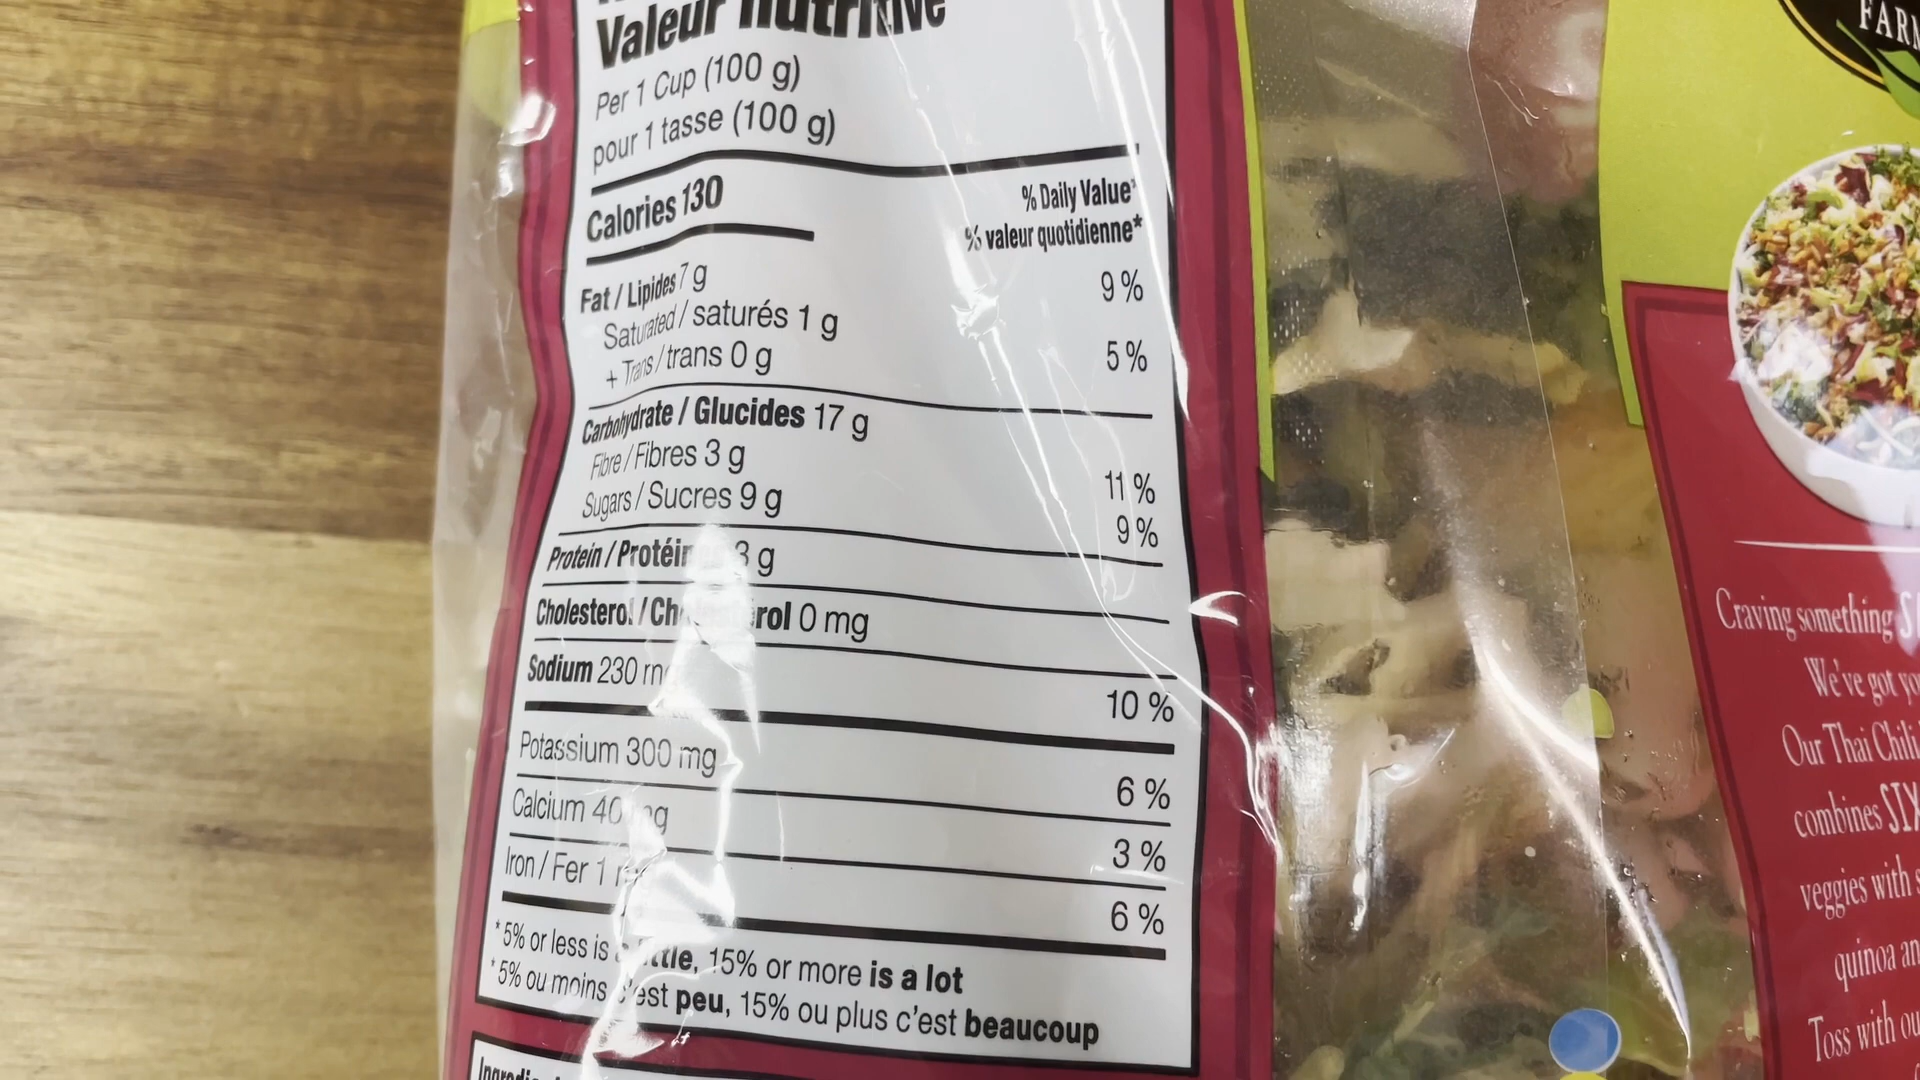 Valeur nutritive
Per 1 Cup (100 g)
pour 1 tasse (100 g)
Calories 130
% Daily Value*
% valeur quotidienne*
Fat / Lipides 7 g 9 %
Saturated / saturés 1 g
+ Trans / trans 0 g 5 %
Carbohydrate / Glucides 17 g
Fibre / Fibres 3 g 11 %
Sugars / Sucres 9 g 9 %
Protein / Protéines 3 g
Cholesterol / Cholestérol 0 mg
Sodium 230 mg 10 %
Potassium 300 mg 6 %
Calcium 40 mg 3 %
Iron / Fer 1 mg 6 %
*5% or less is a little, 15% or more is a lot
*5% ou moins c'est peu, 15% ou plus c'est beaucoup
Craving something
We've got
Our Thai Chili
combines SIX
veggies with
quinoa
Toss with